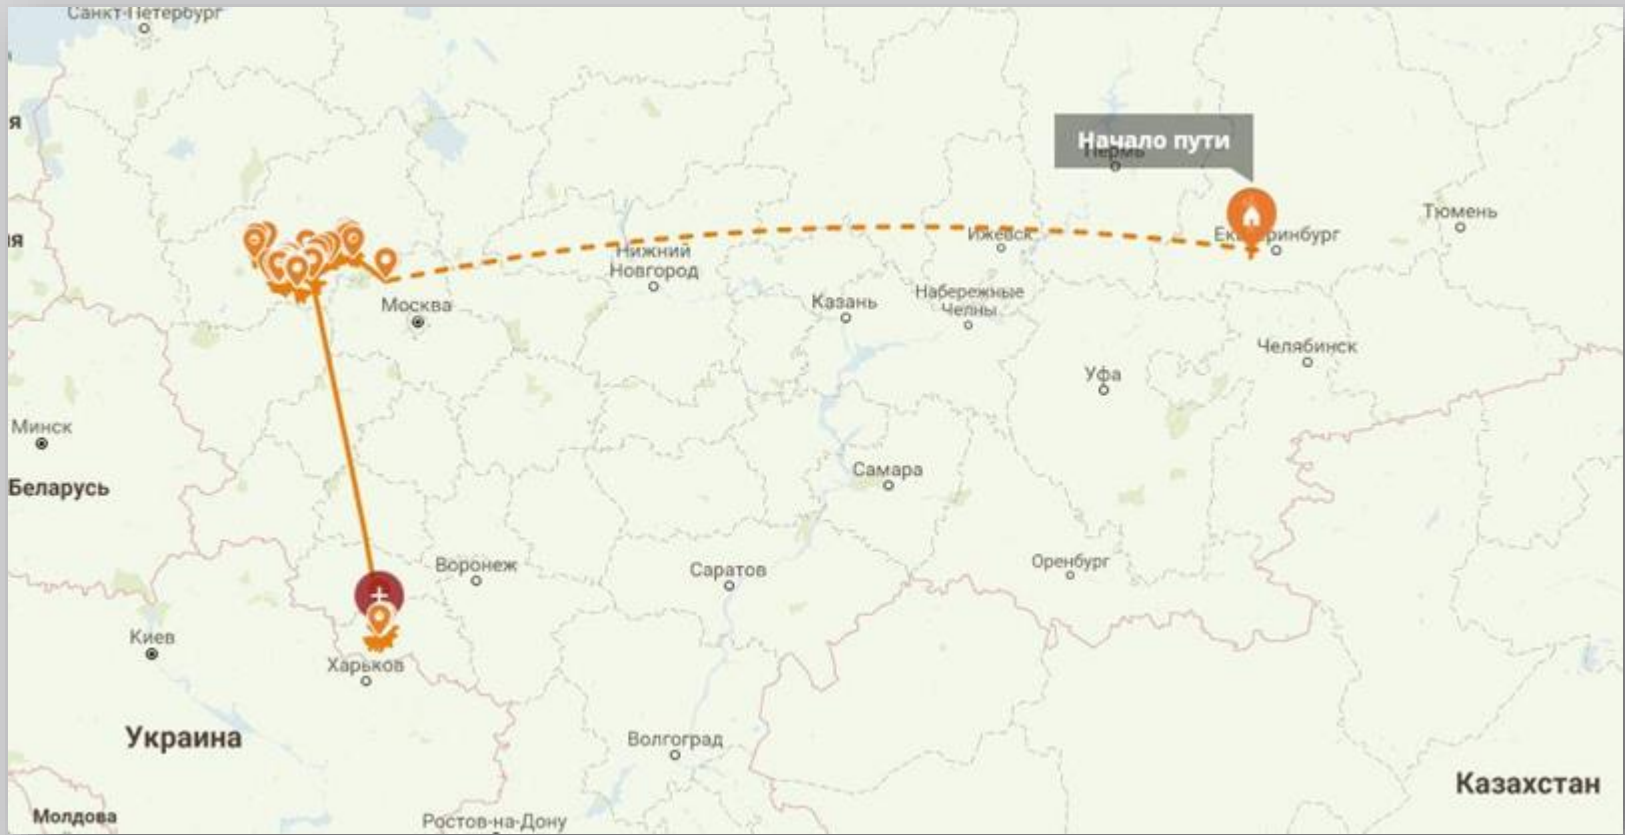 Санкт-Петербург
я
Начало пути
Пермь
ия
Тюмень
Ижевск
Екатеринбург
Нижний
Новгород
Москва
Казань
Набережные
Челны
Челябинск
Уфа
Минск
Самара
Беларусь
Воронеж
Саратов
Оренбург
Киев
Харьков
Украина
Волгоград
Казахстан
Молдова
Ростов-на-Дону